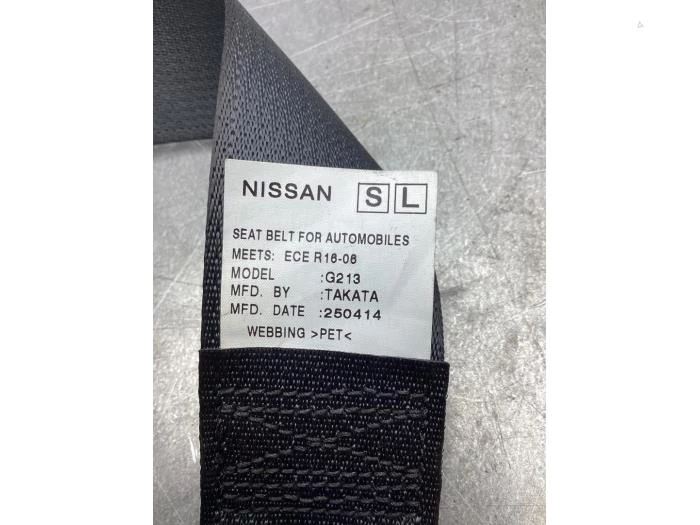 NISSAN S L
SEAT BELT FOR AUTOMOBILES
MEETS: ECE R16-06
MODEL :G213
MFD. BY :TAKATA
MFD. DATE :250414
WEBBING >PET<